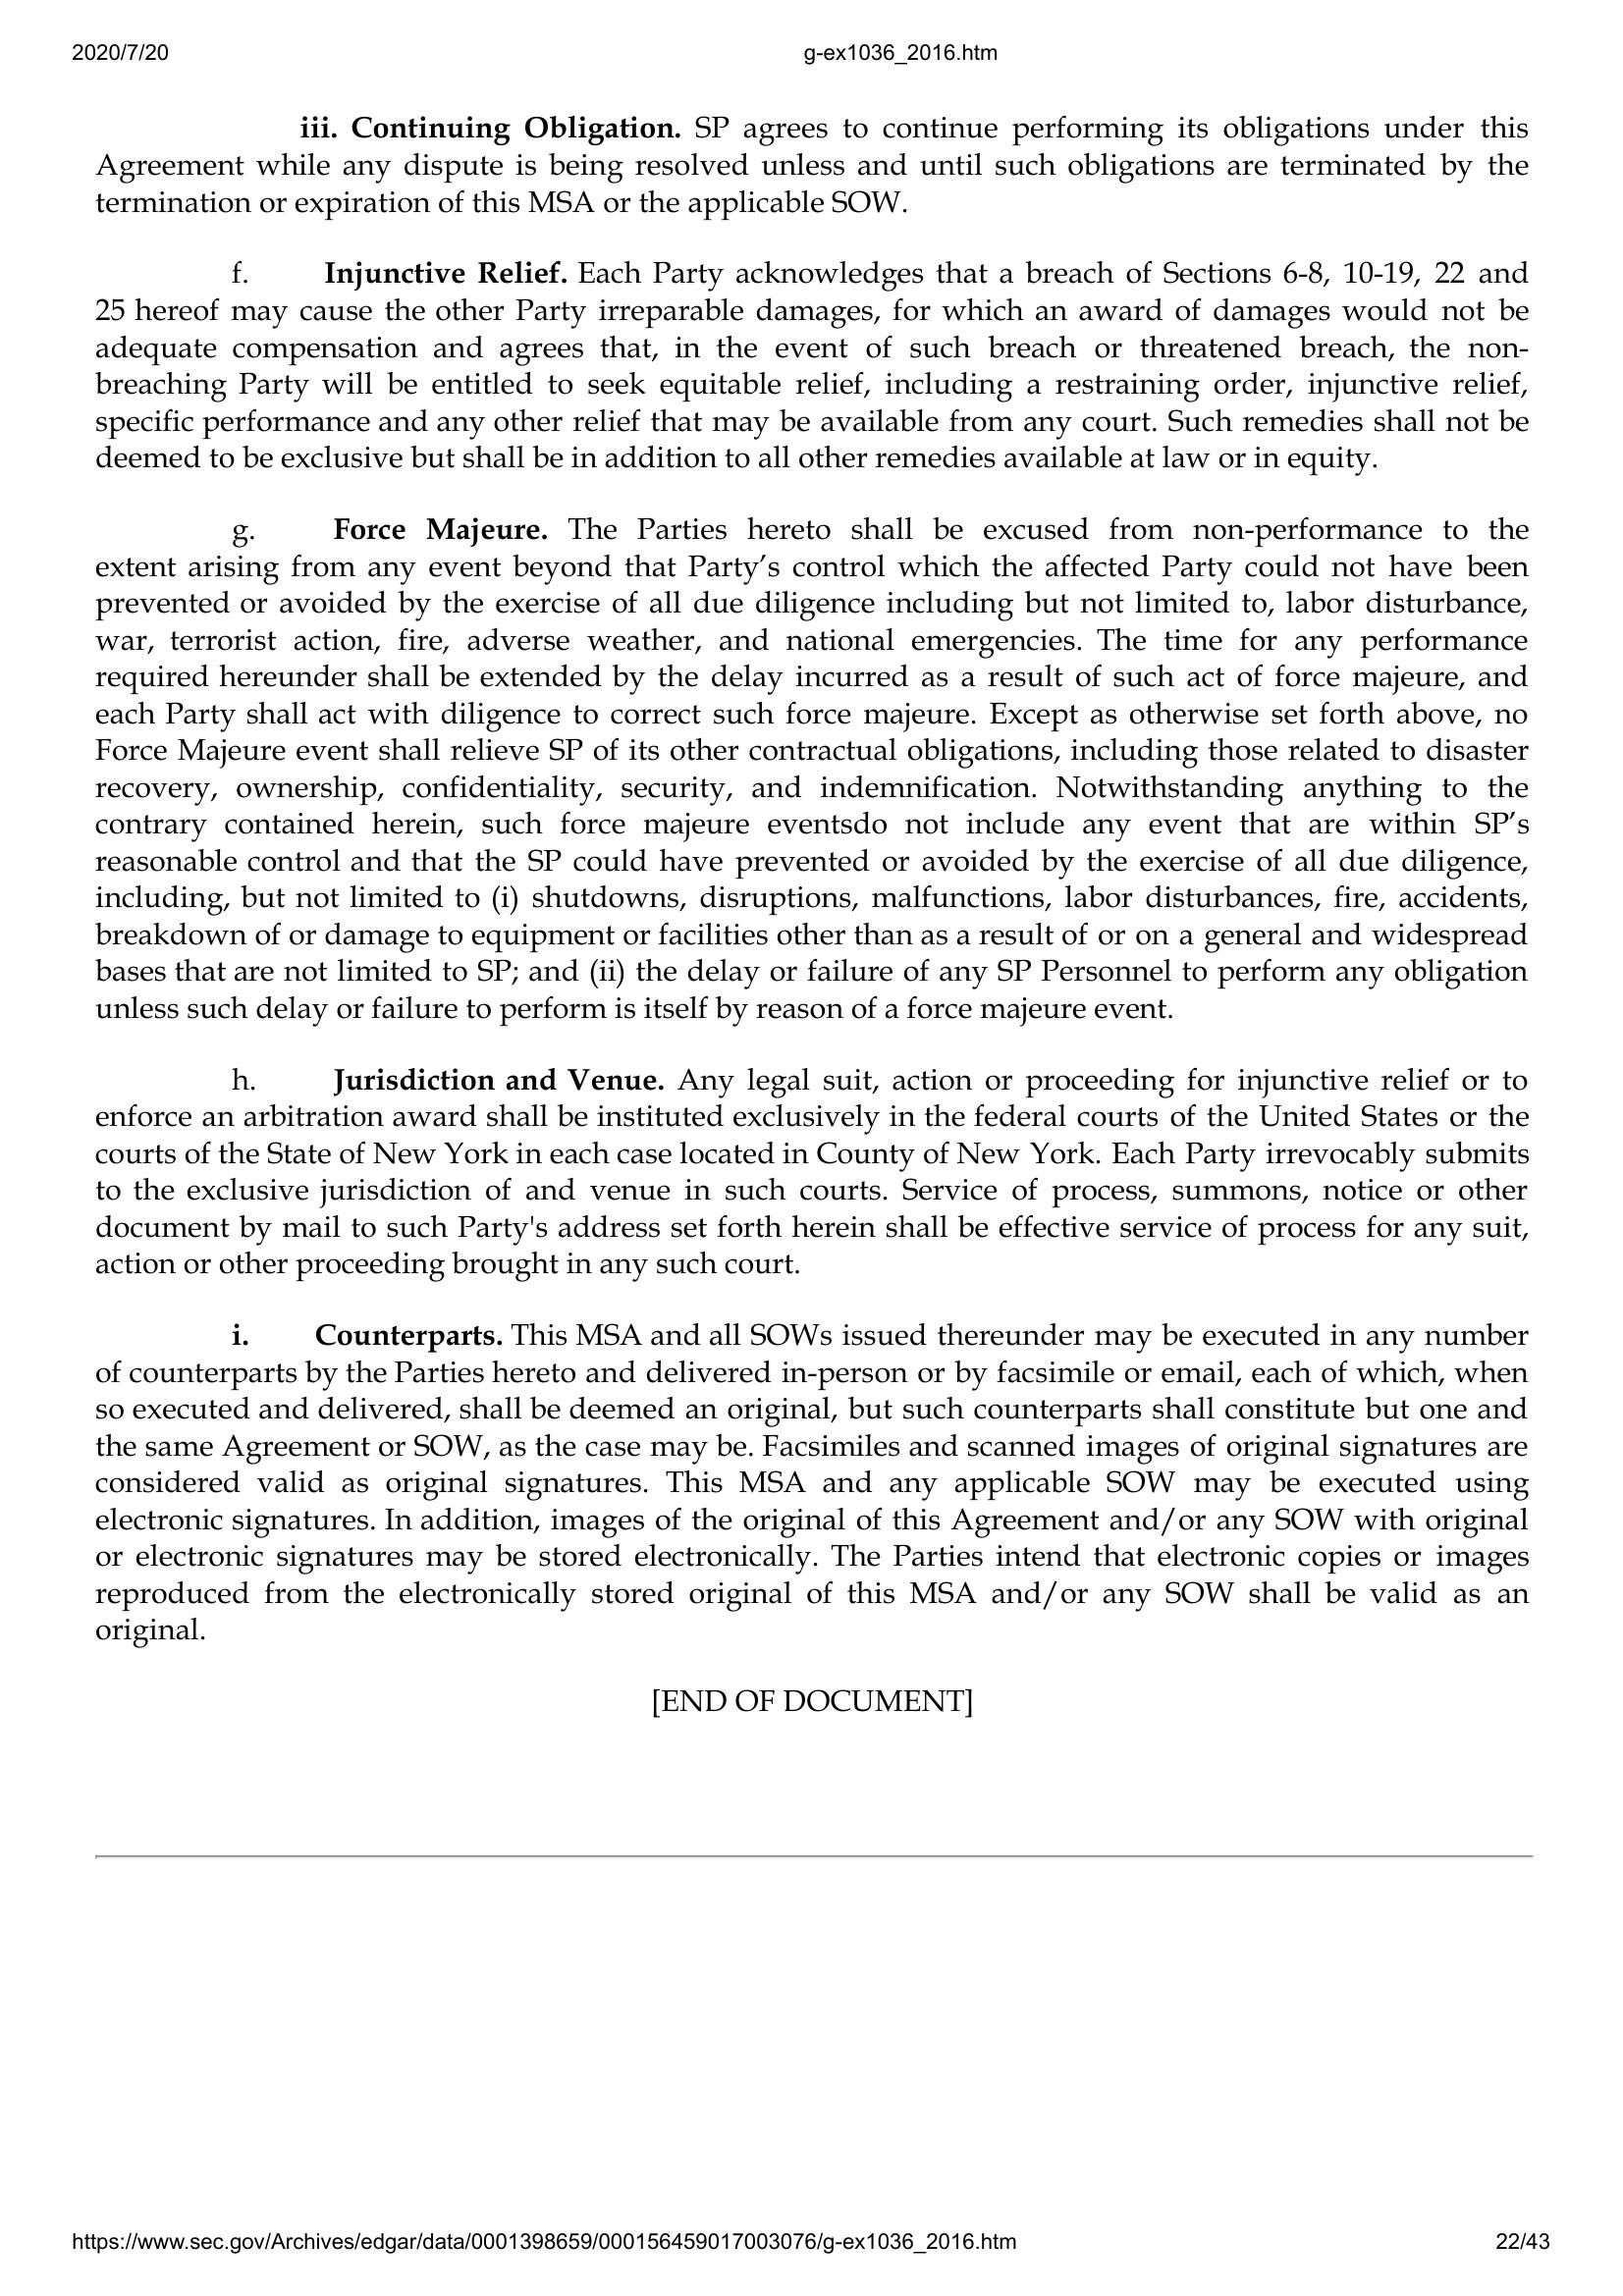 2020/7/20
g-ex1036_2016.htm
iii. Continuing Obligation. SP agrees to continue performing its obligations under this
Agreement while any dispute is being resolved unless and until such obligations are terminated by the
termination or expiration of this MSA or the applicable SOW.
f. Injunctive Relief. Each Party acknowledges that a breach of Sections 6-8, 10-19, 22 and
25 hereof may cause the other Party irreparable damages, for which an award of damages would not be
adequate compensation and agrees that, in the event of such breach or threatened breach, the non-
breaching Party will be entitled to seek equitable relief, including a restraining order, injunctive relief,
specific performance and any other relief that may be available from any court. Such remedies shall not be
deemed to be exclusive but shall be in addition to all other remedies available at law or in equity.
g. Force Majeure. The Parties hereto shall be excused from non-performance to the
extent arising from any event beyond that Party’s control which the affected Party could not have been
prevented or avoided by the exercise of all due diligence including but not limited to, labor disturbance,
war, terrorist action, fire, adverse weather, and national emergencies. The time for any performance
required hereunder shall be extended by the delay incurred as a result of such act of force majeure, and
each Party shall act with diligence to correct such force majeure. Except as otherwise set forth above, no
Force Majeure event shall relieve SP of its other contractual obligations, including those related to disaster
recovery, ownership, confidentiality, security, and indemnification. Notwithstanding anything to the
contrary contained herein, such force majeure eventsdo not include any event that are within SP’s
reasonable control and that the SP could have prevented or avoided by the exercise of all due diligence,
including, but not limited to (i) shutdowns, disruptions, malfunctions, labor disturbances, fire, accidents,
breakdown of or damage to equipment or facilities other than as a result of or on a general and widespread
bases that are not limited to SP; and (ii) the delay or failure of any SP Personnel to perform any obligation
unless such delay or failure to perform is itself by reason of a force majeure event.
h. Jurisdiction and Venue. Any legal suit, action or proceeding for injunctive relief or to
enforce an arbitration award shall be instituted exclusively in the federal courts of the United States or the
courts of the State of New York in each case located in County of New York. Each Party irrevocably submits
to the exclusive jurisdiction of and venue in such courts. Service of process, summons, notice or other
document by mail to such Party's address set forth herein shall be effective service of process for any suit,
action or other proceeding brought in any such court.
i. Counterparts. This MSA and all SOWs issued thereunder may be executed in any number
of counterparts by the Parties hereto and delivered in-person or by facsimile or email, each of which, when
so executed and delivered, shall be deemed an original, but such counterparts shall constitute but one and
the same Agreement or SOW, as the case may be. Facsimiles and scanned images of original signatures are
considered valid as original signatures. This MSA and any applicable SOW may be executed using
electronic signatures. In addition, images of the original of this Agreement and/or any SOW with original
or electronic signatures may be stored electronically. The Parties intend that electronic copies or images
reproduced from the electronically stored original of this MSA and/or any SOW shall be valid as an
original.
[END OF DOCUMENT]
https://www.sec.gov/Archives/edgar/data/0001398659/000156459017003076/g-ex1036_2016.htm
22/43